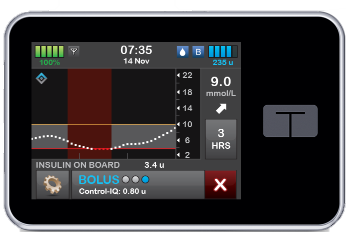 07:35
14 Nov
B
100%
235 u
22
18
14
10
6
2
9.0
mmol/L
3
HRS
INSULIN ON BOARD 3.4 u
BOLUS
Control-IQ: 0.80 u
X
T